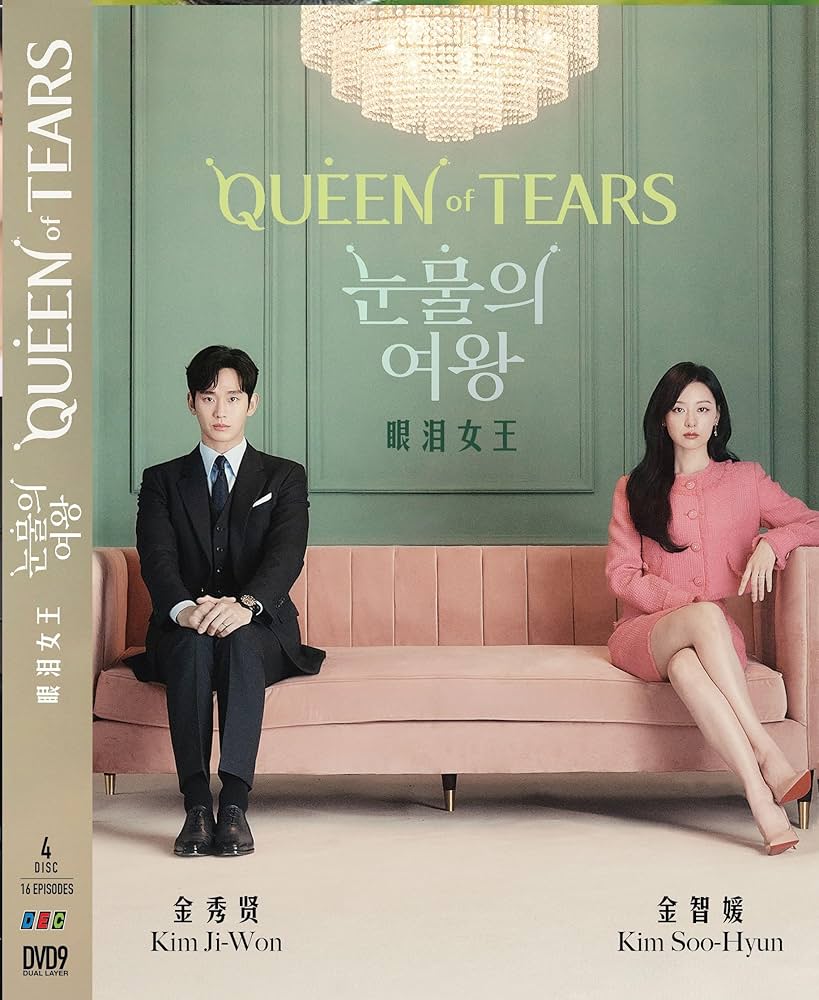 QUEEN of TEARS
눈물의
여왕
眼泪女王
4
DISC
16 EPISODES
DEC
DVD9
DUAL LAYER
QUEEN of TEARS
눈물의
여왕
眼泪女王
金秀贤
Kim Ji-Won
金智媛
Kim Soo-Hyun